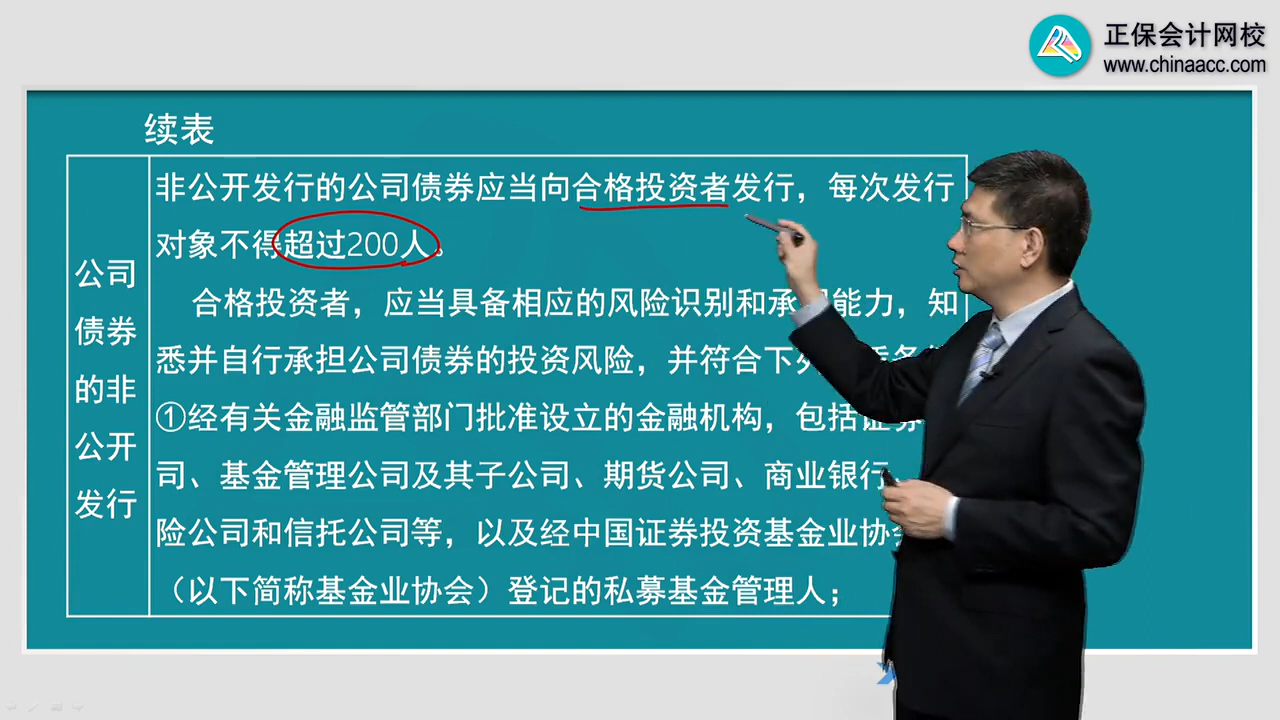 正保会计网校
www.chinaacc.com
续表
公司
债券
的非
公开
发行
非公开发行的公司债券应当向合格投资者发行，每次发行
对象不得超过200人。
合格投资者，应当具备相应的风险识别和承 能力，知
悉并自行承担公司债券的投资风险，并符合下
①经有关金融监管部门批准设立的金融机构，包括证券
司、基金管理公司及其子公司、期货公司、商业银行
险公司和信托公司等，以及经中国证券投资基金业协会
（以下简称基金业协会）登记的私募基金管理人；